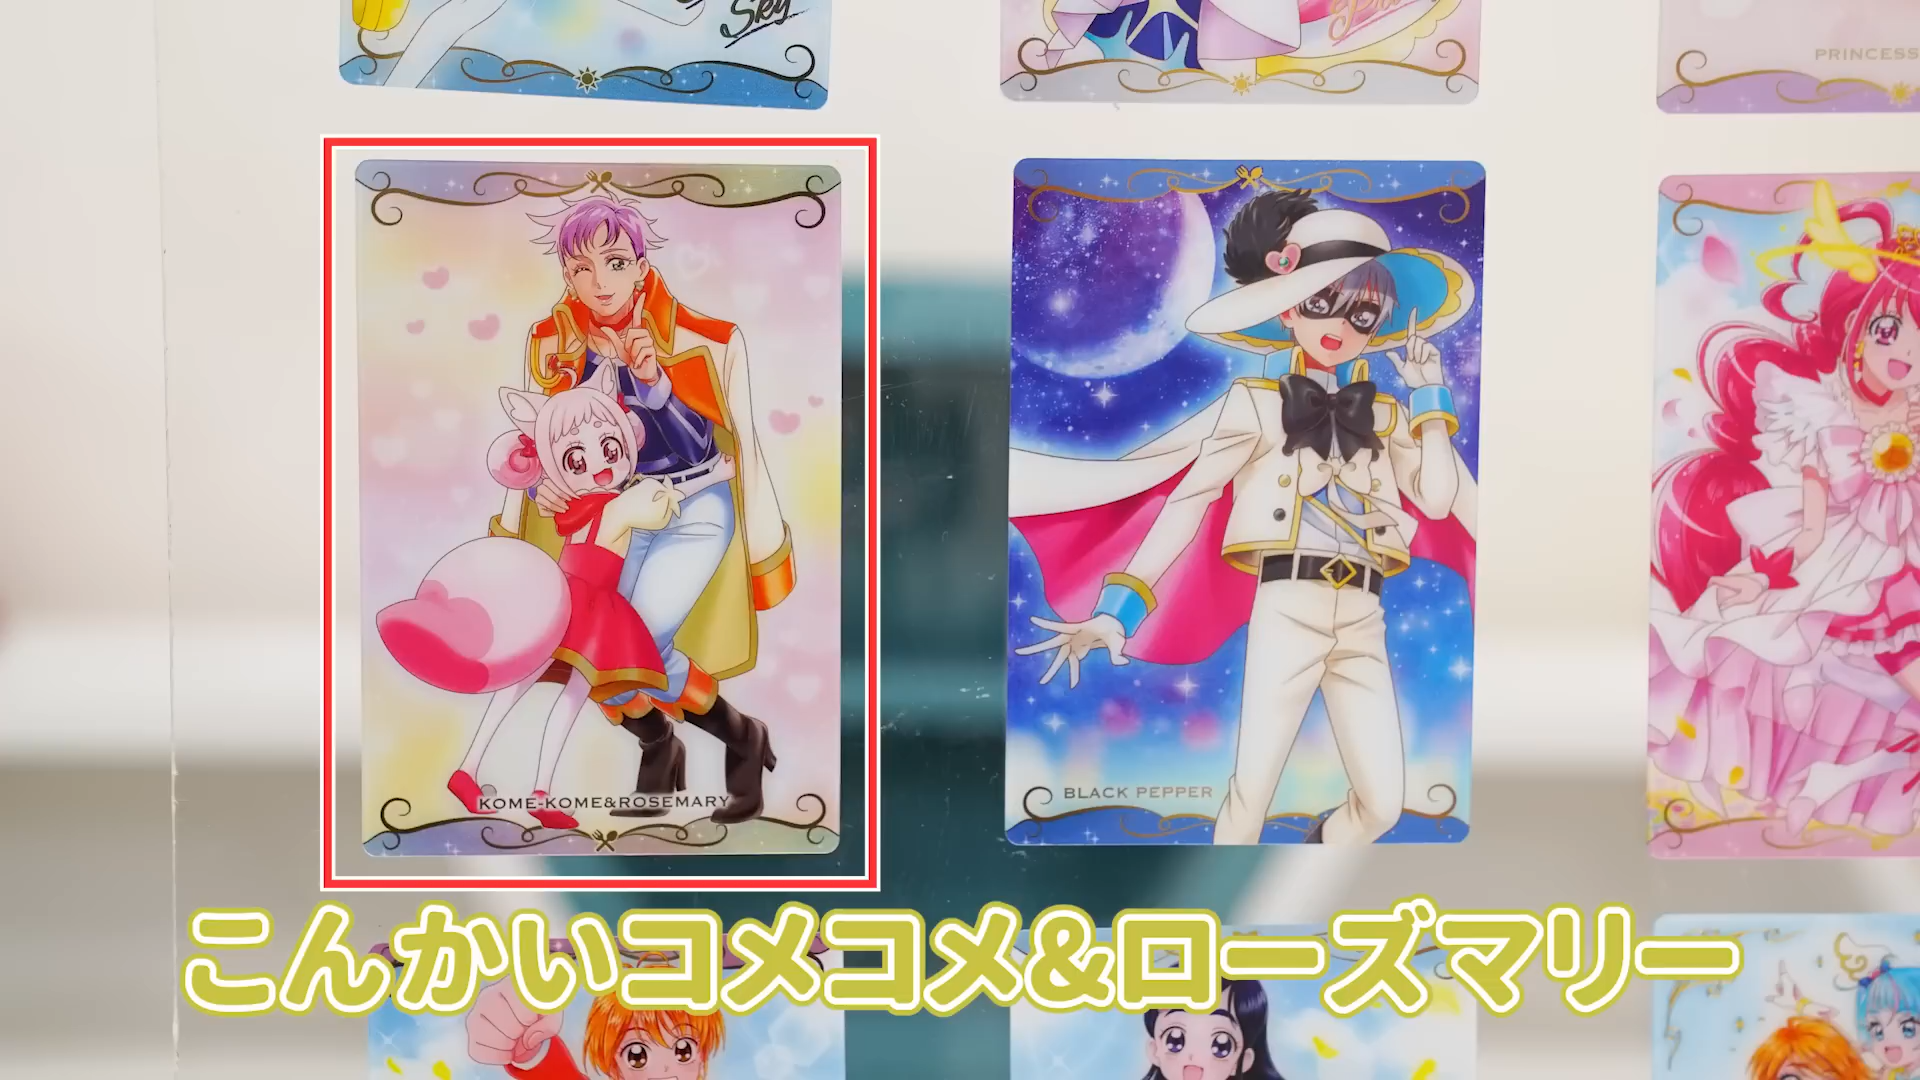 Sky
PRINCESS
KOME-KOME&ROSEMARY
BLACK PEPPER
こんかいコメコメ&ローズマリー